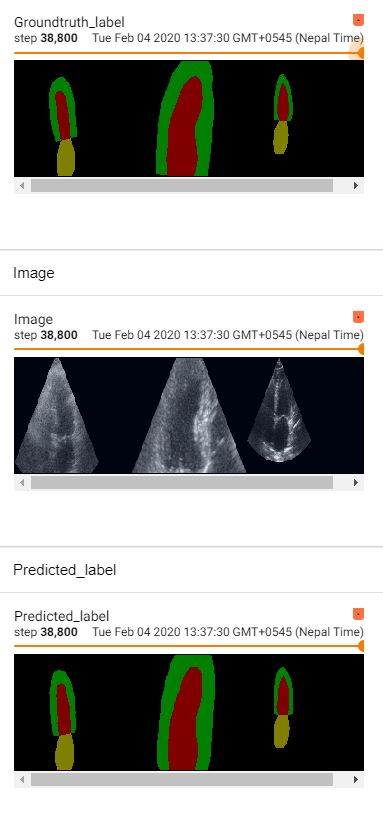 Groundtruth_label
step 38,800 Tue Feb 04 2020 13:37:30 GMT+0545 (Nepal Time)
Image
Image
step 38,800 Tue Feb 04 2020 13:37:30 GMT+0545 (Nepal Time)
Predicted_label
Predicted_label
step 38,800 Tue Feb 04 2020 13:37:30 GMT+0545 (Nepal Time)